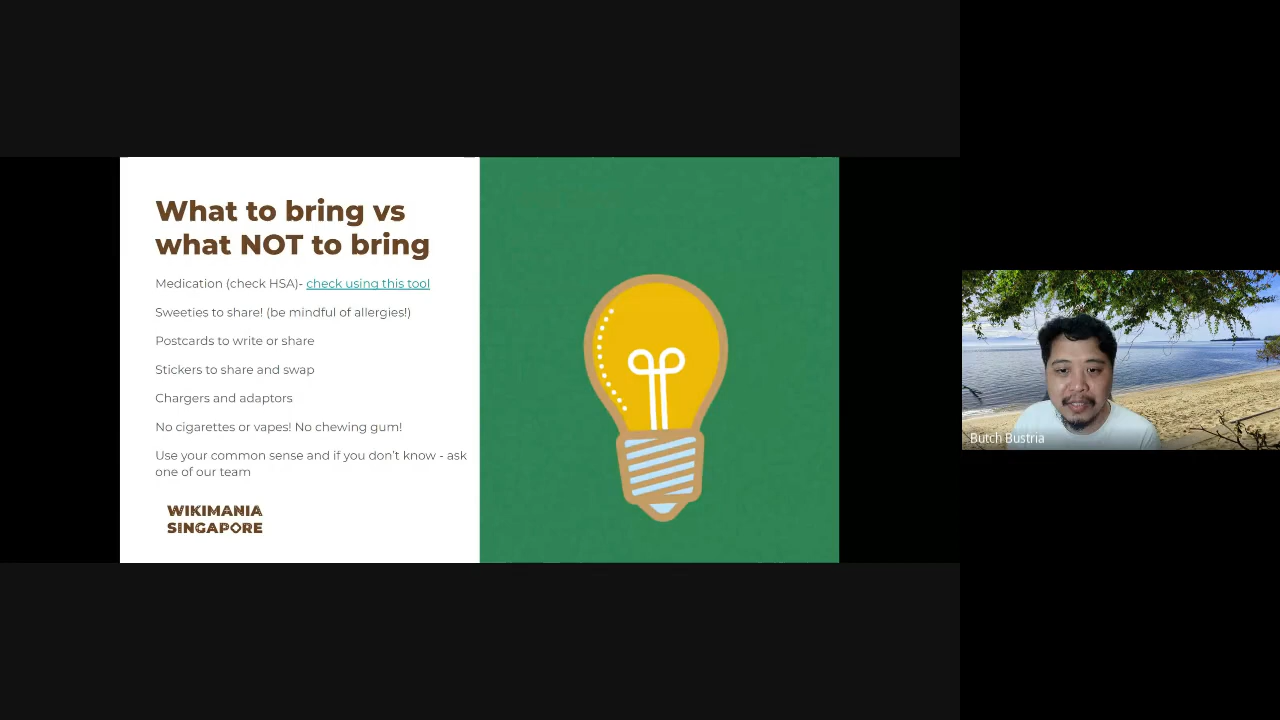 What to bring vs
what NOT to bring
Medication (check HSA)- check using this tool
Sweeties to share! (be mindful of allergies!)
Postcards to write or share
Stickers to share and swap
Chargers and adaptors
No cigarettes or vapes! No chewing gum!
Use your common sense and if you don’t know - ask
one of our team
WIKIMANIA
SINGAPORE
Butch Bustria